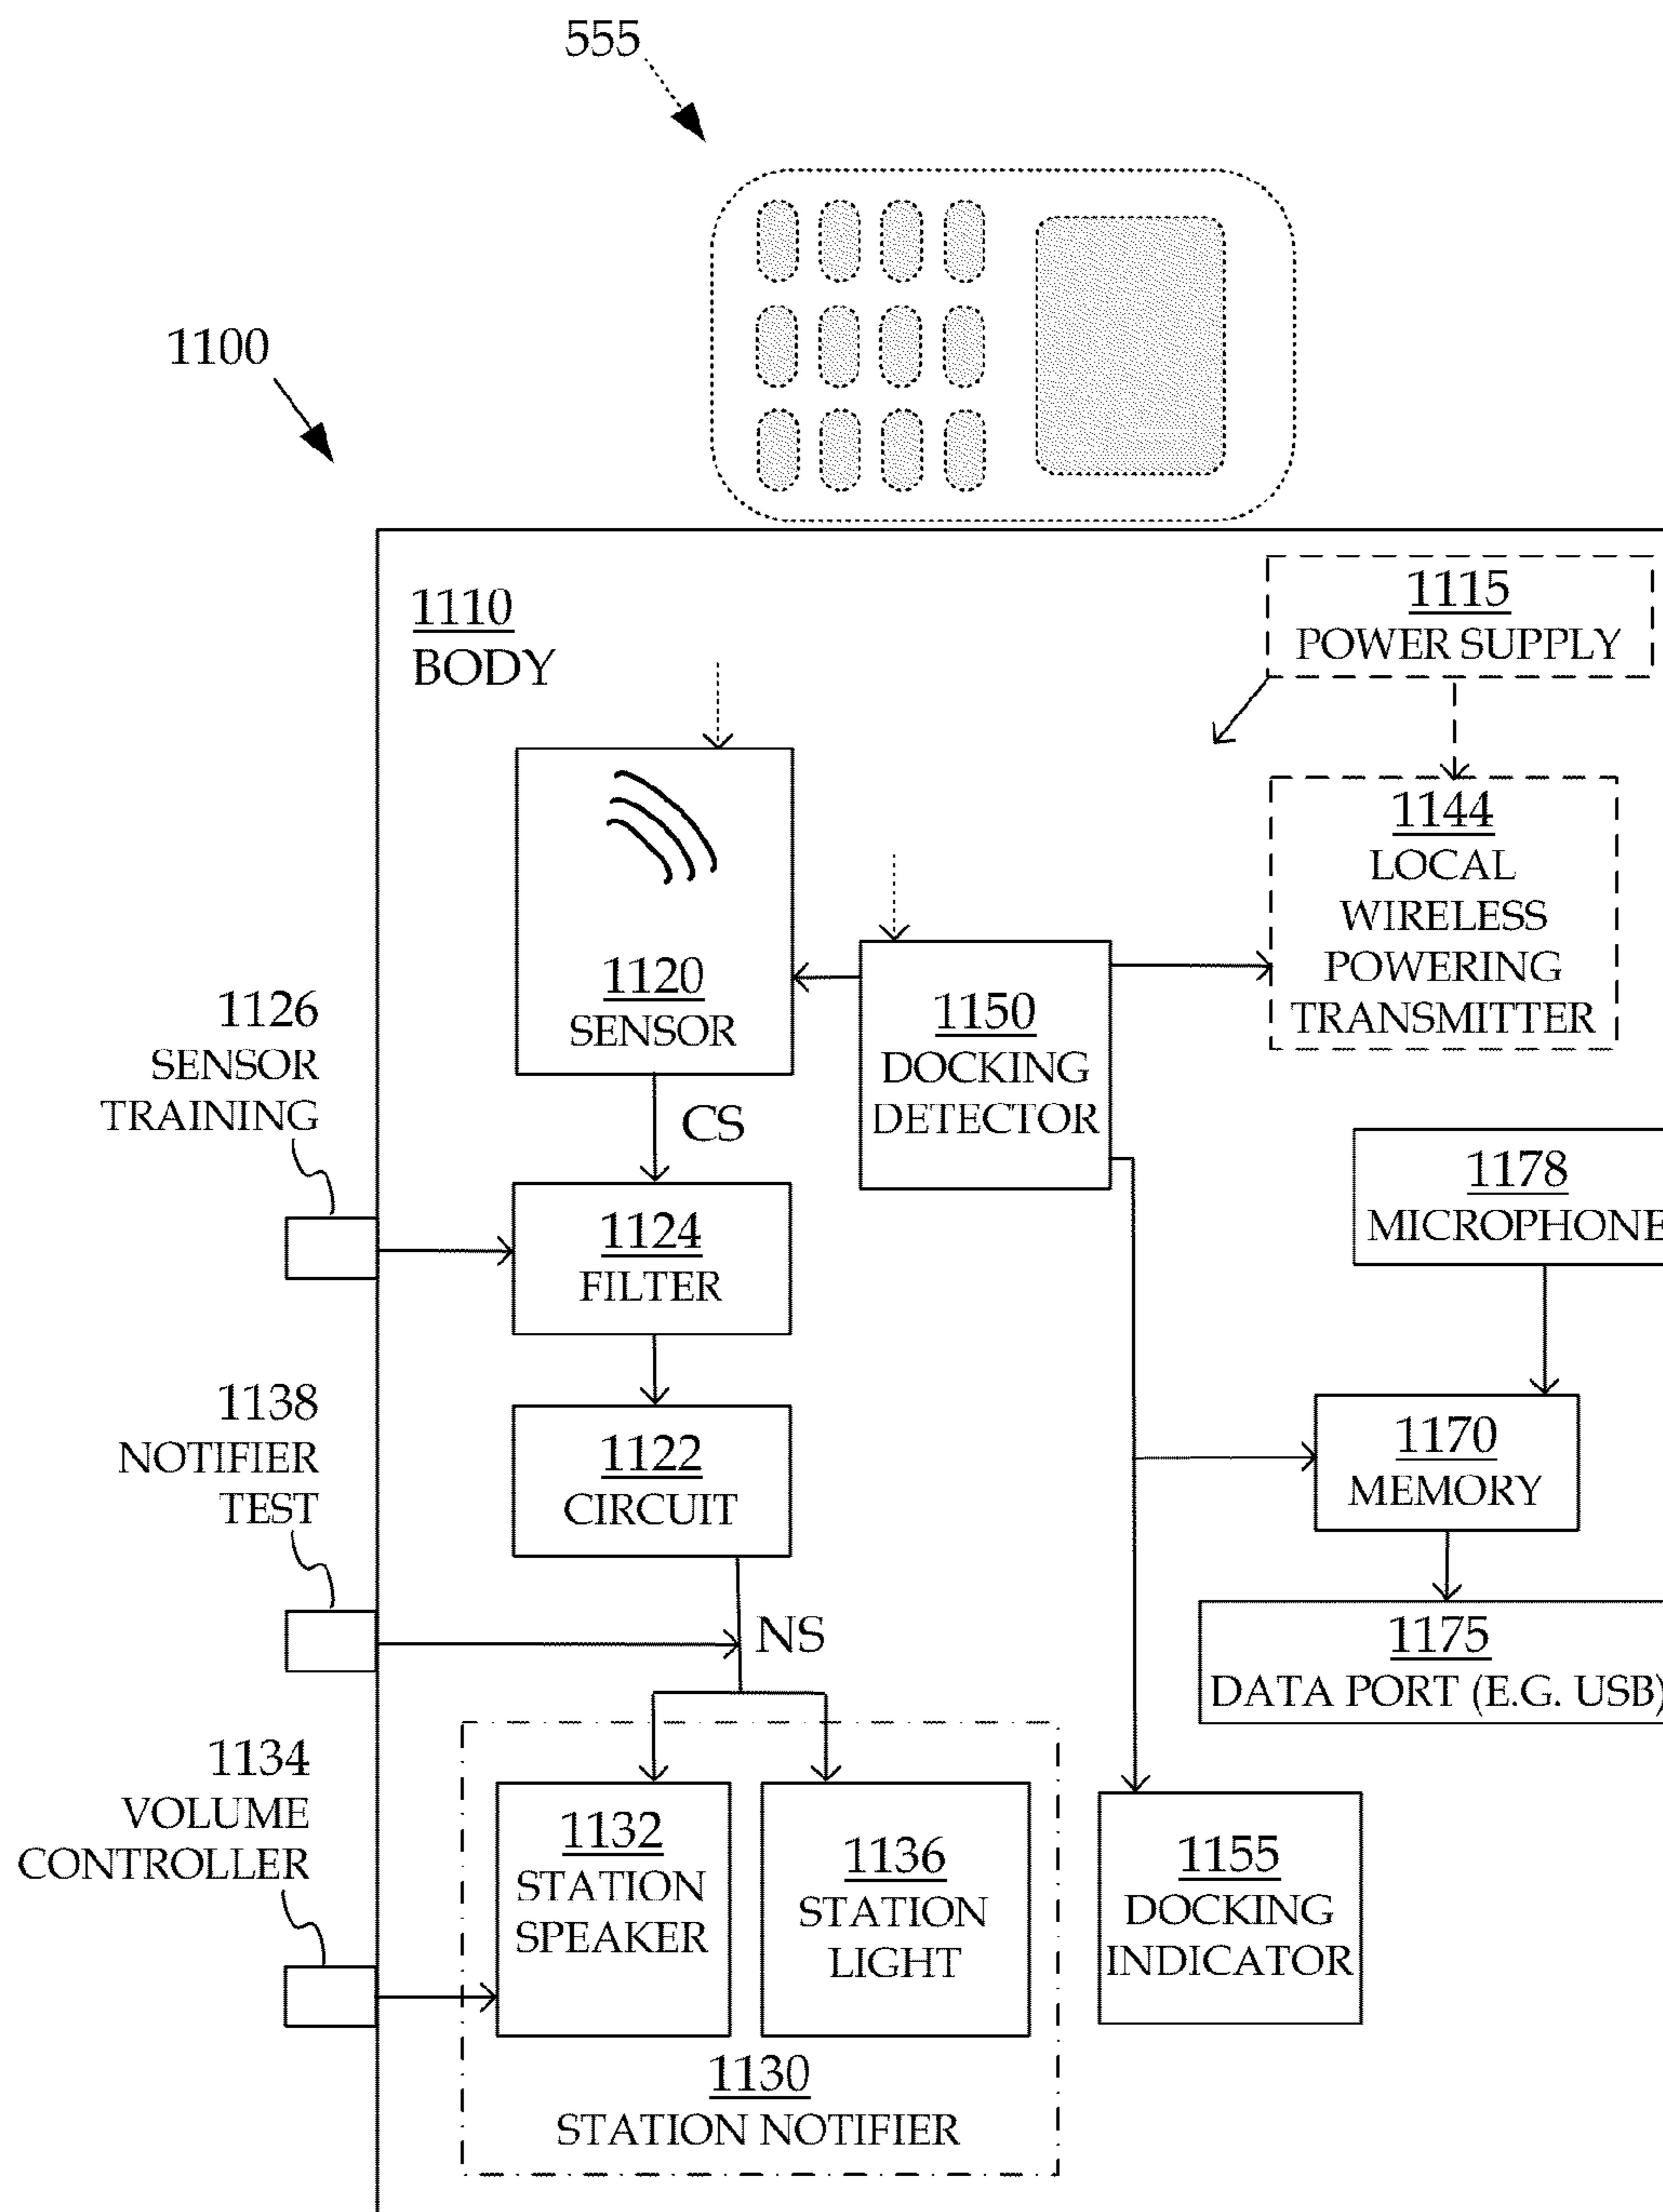 555
1100
1110
BODY
1115
POWER SUPPLY
1144
LOCAL
WIRELESS
POWERING
TRANSMITTER
1120
SENSOR
1150
DOCKING
DETECTOR
1126
SENSOR
TRAINING
CS
1178
MICROPHONE
1124
FILTER
1138
NOTIFIER
TEST
1122
CIRCUIT
1170
MEMORY
NS
1175
DATA PORT (E.G. USB)
1134
VOLUME
CONTROLLER
1132
STATION
SPEAKER
1136
STATION
LIGHT
1155
DOCKING
INDICATOR
1130
STATION NOTIFIER